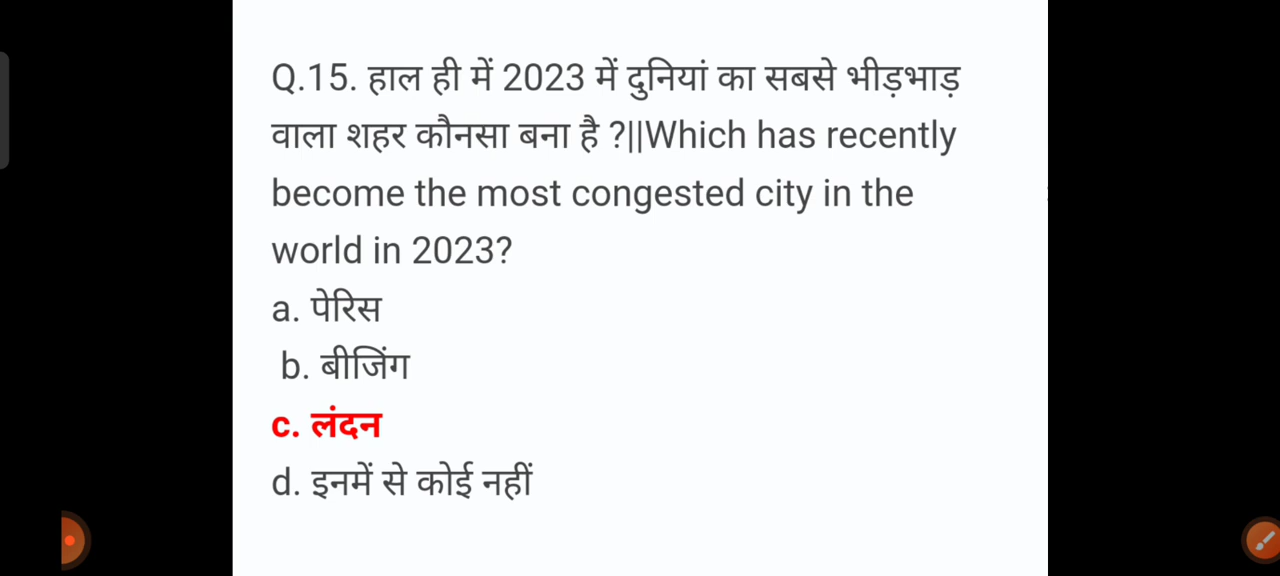 Q.15. हाल ही में 2023 में दुनियां का सबसे भीड़भाड़
वाला शहर कौनसा बना है ?||Which has recently
become the most congested city in the
world in 2023?
a. पेरिस
b. बीजिंग
c. लंदन
d. इनमें से कोई नहीं